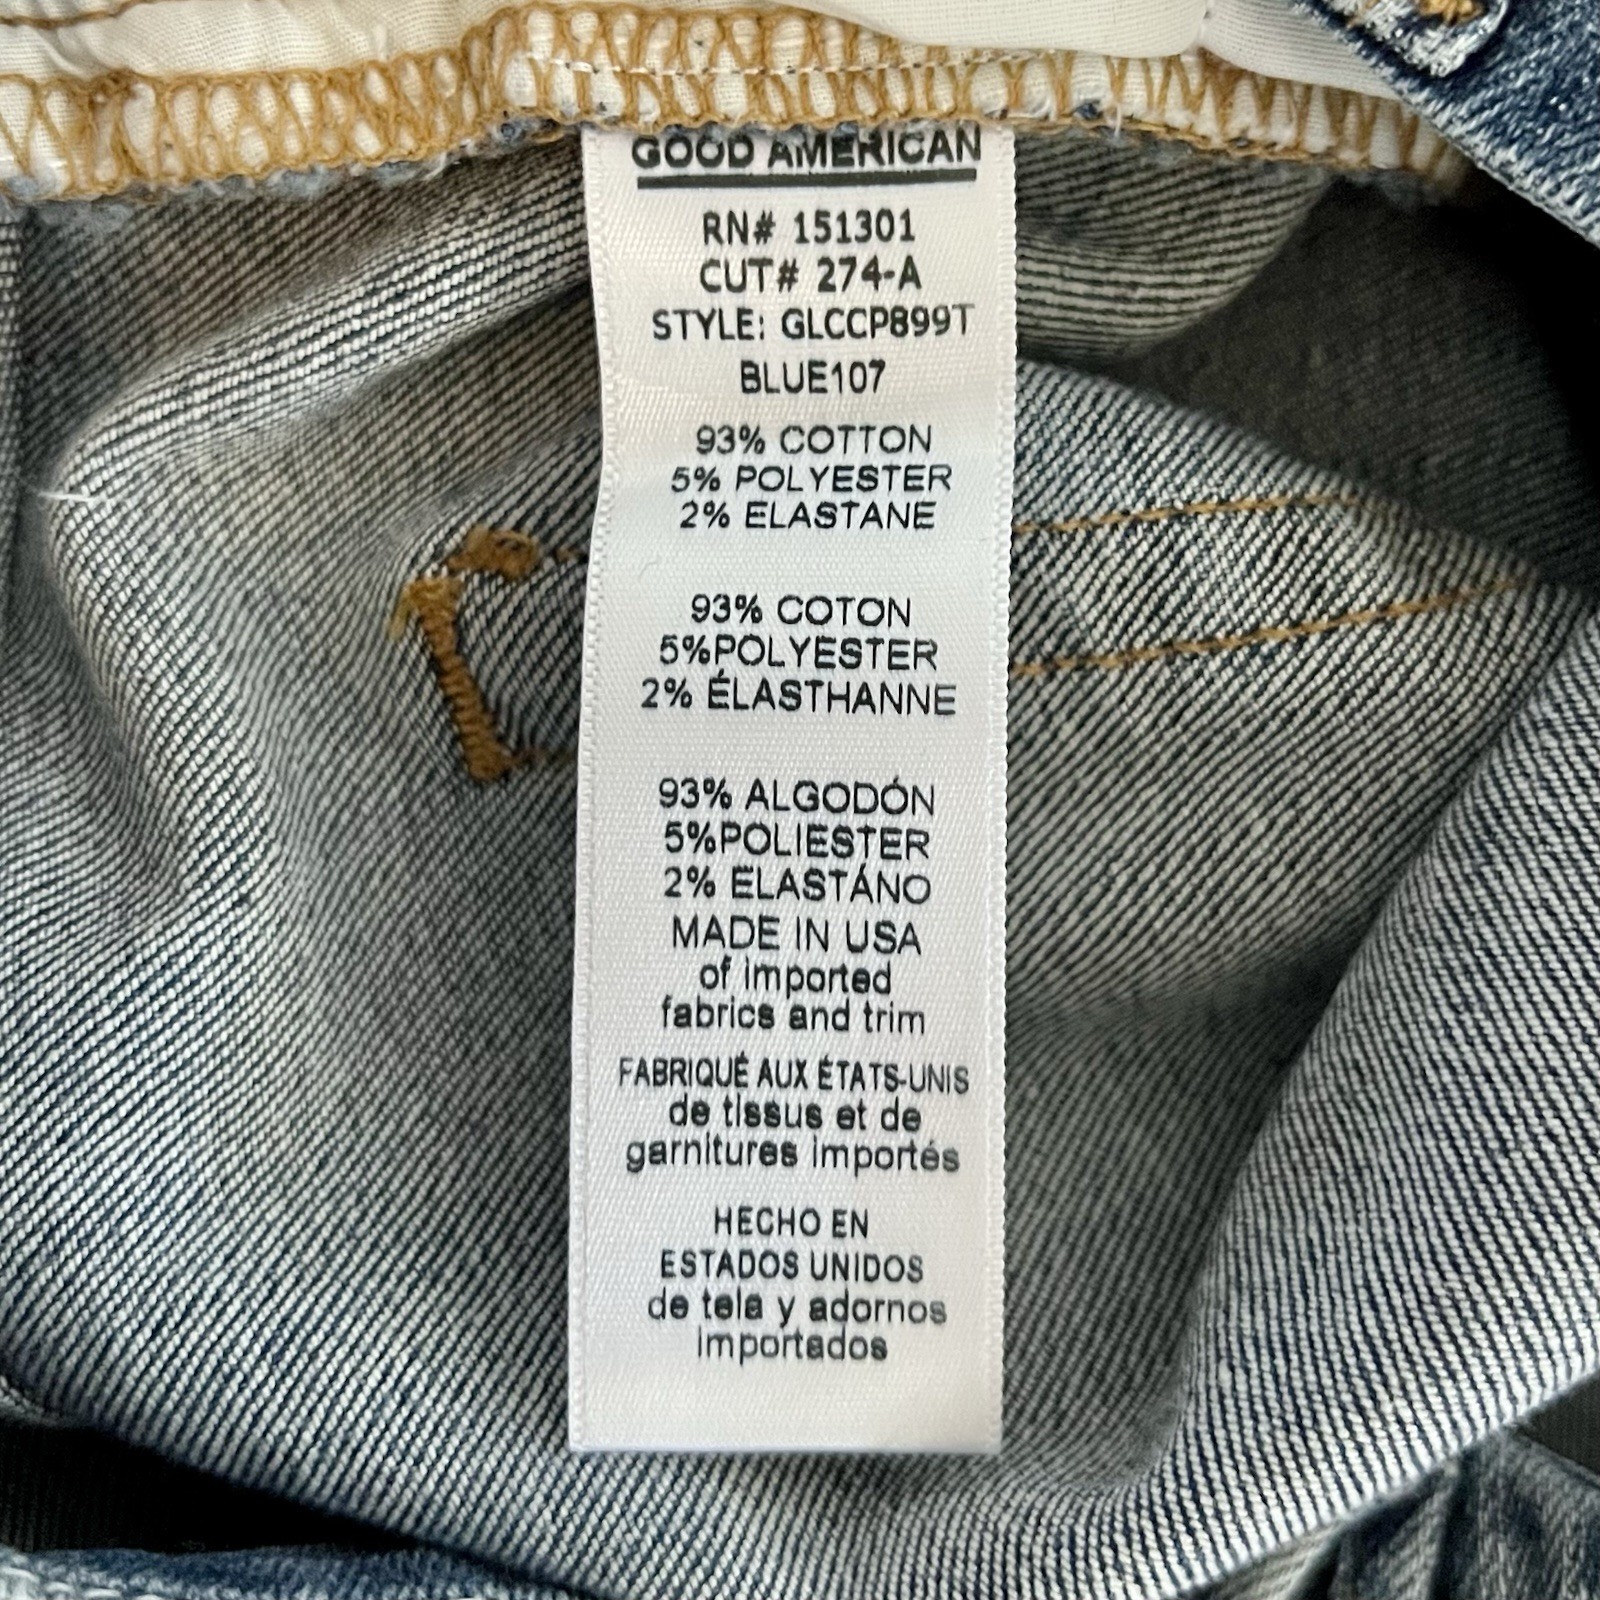 GOOD AMERICAN
RN# 151301
CUT# 274-A
STYLE: GLCCP899T
BLUE107
93% COTTON
5% POLYESTER
2% ELASTANE
93% COTON
5%POLYESTER
2% ÉLASTHANNE
93% ALGODÓN
5%POLIESTER
2% ELASTÁNO
MADE IN USA
of imported
fabrics and trim
FABRIQUÉ AUX ÉTATS-UNIS
de tissus et de
garnitures importés
HECHO EN
ESTADOS UNIDOS
de tela y adornos
importados